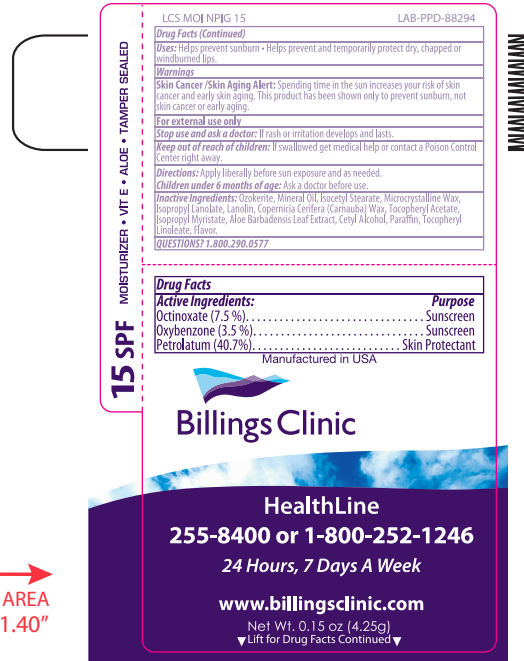 LCS MOI NPIG 15 LAB-PPD-88294
Drug Facts (Continued)
Uses: Helps prevent sunburn • Helps prevent and temporarily protect dry, chapped or
windburned lips.
Warnings
Skin Cancer /Skin Aging Alert: Spending time in the sun increases your risk of skin
cancer and early skin aging. This product has been shown only to prevent sunburn, not
skin cancer or early aging.
For external use only
Stop use and ask a doctor: If rash or irritation develops and lasts.
Keep out of reach of children: If swallowed get medical help or contact a Poison Control
Center right away.
Directions: Apply liberally before sun exposure and as needed.
Children under 6 months of age: Ask a doctor before use.
Inactive Ingredients: Ozokerite, Mineral Oil, Isocetyl Stearate, Microcrystalline Wax,
Isopropyl Lanolate, Lanolin, Copernicia Cerifera (Carnauba) Wax, Tocopheryl Acetate,
Isopropyl Myristate, Aloe Barbadensis Leaf Extract, Cetyl Alcohol, Paraffin, Tocopheryl
Linoleate, Flavor.
QUESTIONS? 1.800.290.0577
15 SPF MOISTURIZER • VIT E • ALOE • TAMPER SEALED
Drug Facts
Active Ingredients: Purpose
Octinoxate (7.5 %)..............................Sunscreen
Oxybenzone (3.5 %).............................Sunscreen
Petrolatum (40.7%).........................Skin Protectant
Manufactured in USA
Billings Clinic
HealthLine
255-8400 or 1-800-252-1246
24 Hours, 7 Days A Week
www.billingsclinic.com
Net Wt. 0.15 oz (4.25g)
▼Lift for Drug Facts Continued▼
AREA
1.40"